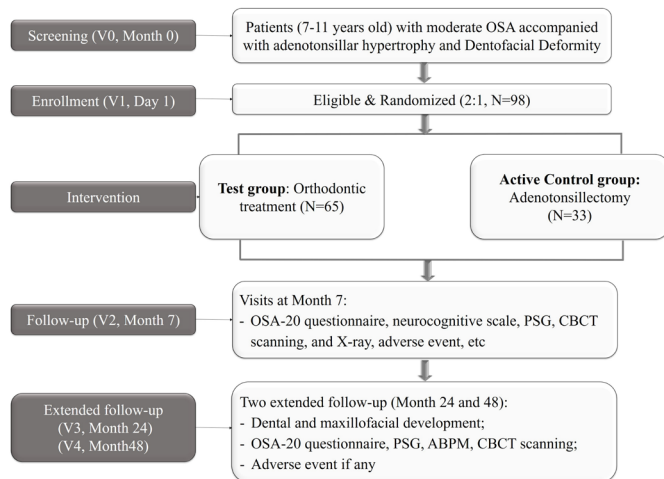 Screening (V0, Month 0)
Patients (7-11 years old) with moderate OSA accompanied
with adenotonsillar hypertrophy and Dentofacial Deformity
Enrollment (V1, Day 1)
Eligible & Randomized (2:1, N=98)
Intervention
Test group: Orthodontic
treatment (N=65)
Active Control group:
Adenotonsillectomy
(N=33)
Follow-up (V2, Month 7)
Visits at Month 7:
- OSA-20 questionnaire, neurocognitive scale, PSG, CBCT
scanning, and X-ray, adverse event, etc
Extended follow-up
(V3, Month 24)
(V4, Month48)
Two extended follow-up (Month 24 and 48):
- Dental and maxillofacial development;
- OSA-20 questionnaire, PSG, ABPM, CBCT scanning;
- Adverse event if any